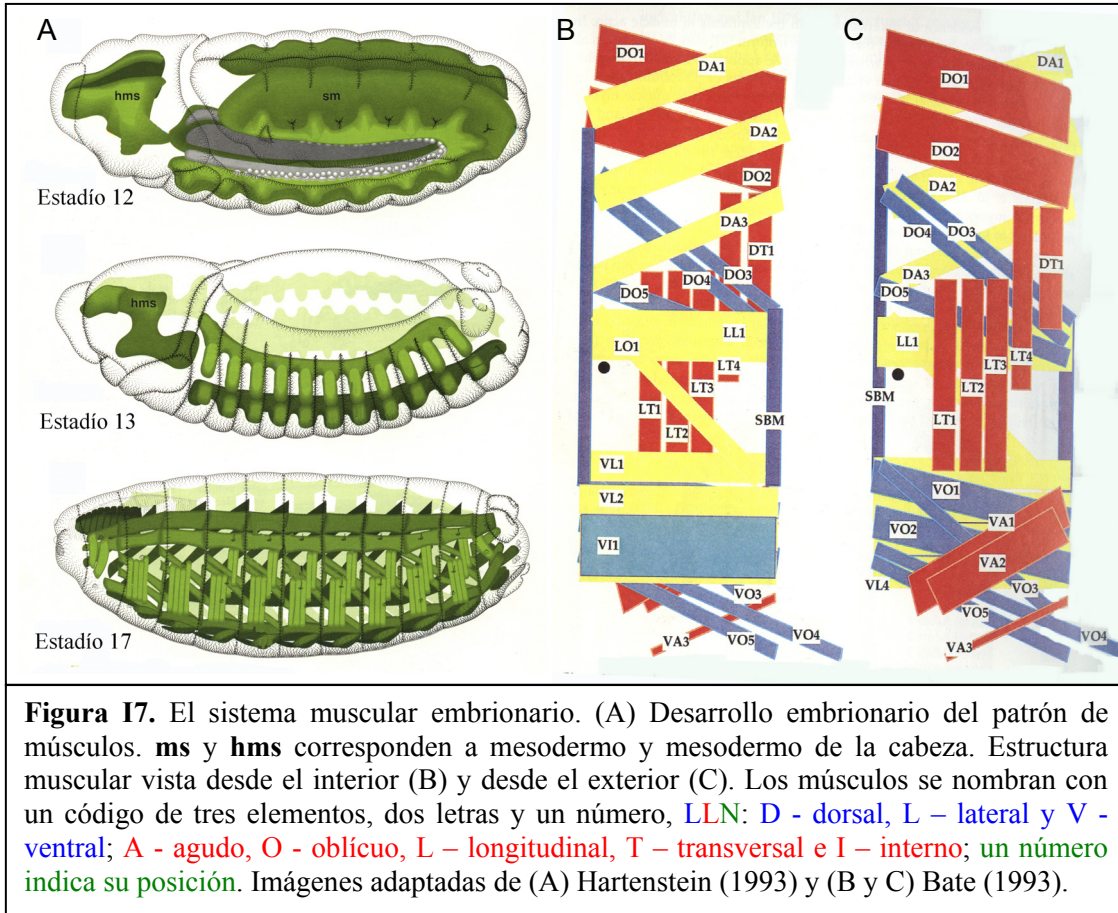 A
hms
sm
Estadío 12
hms
Estadío 13
Estadío 17
B
DO1
DA1
DA2
DO2
DA3
DT1
DO3
DO4
DO5
LL1
LO1
LT4
LT3
LT1
LT2
SBM
VL1
VL2
VI1
VO3
VO4
VA3
VO5
C
DA1
DO1
DO2
DA2
DO4
DO3
DT1
DA3
DO5
LL1
LT4
LT3
LT2
SBM
LT1
VO1
VO2
VA1
VA2
VL4
VO3
VO5
VO4
VA3
Figura I7. El sistema muscular embrionario. (A) Desarrollo embrionario del patrón de
músculos. ms y hms corresponden a mesodermo y mesodermo de la cabeza. Estructura
muscular vista desde el interior (B) y desde el exterior (C). Los músculos se nombran con
un código de tres elementos, dos letras y un número, LLN: D - dorsal, L – lateral y V -
ventral; A - agudo, O - oblícuo, L – longitudinal, T – transversal e I – interno; un número
indica su posición. Imágenes adaptadas de (A) Hartenstein (1993) y (B y C) Bate (1993).